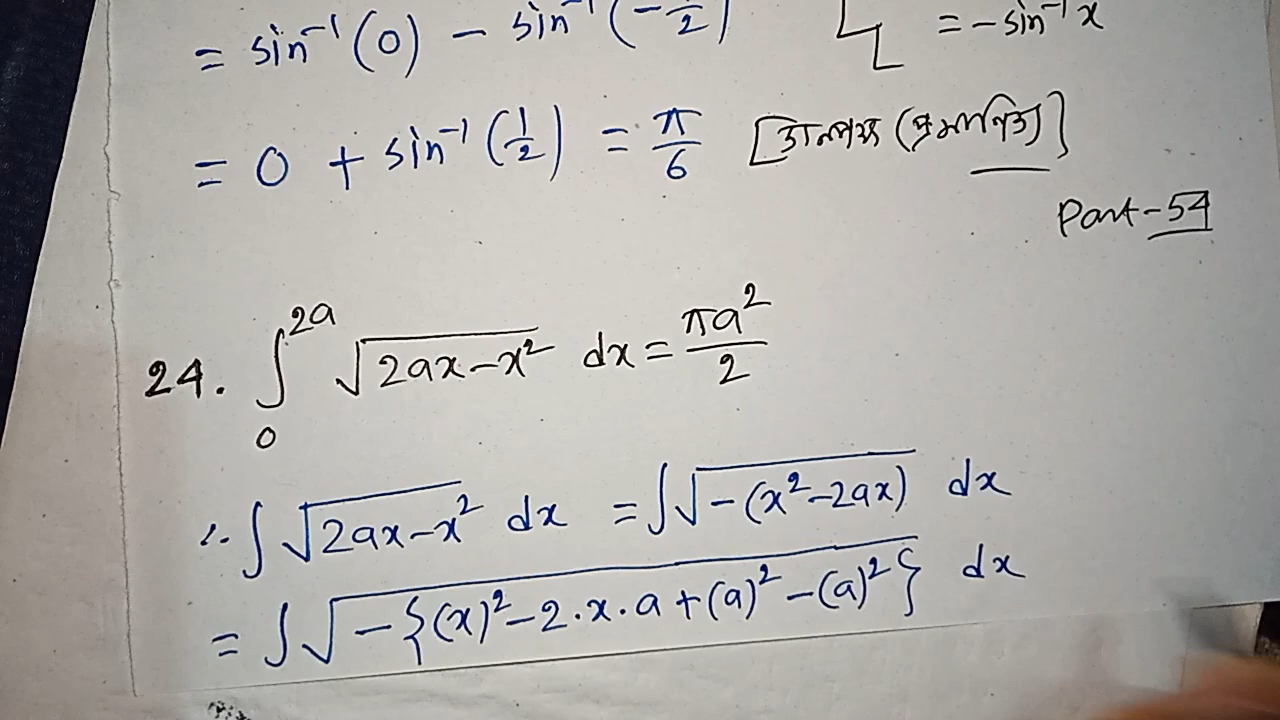 = sin⁻¹(0) - sin⁻¹(-1/2) = -sin⁻¹x
= 0 + sin⁻¹(1/2) = π/6 [(প্রমাণিত)]
Part-54
24. ∫₀^2a √(2ax-x²) dx = πa²/2
∴ ∫ √(2ax-x²) dx = ∫√(-(x²-2ax)) dx
= ∫ √(-{(x)²-2·x·a+(a)²-(a)²}) dx